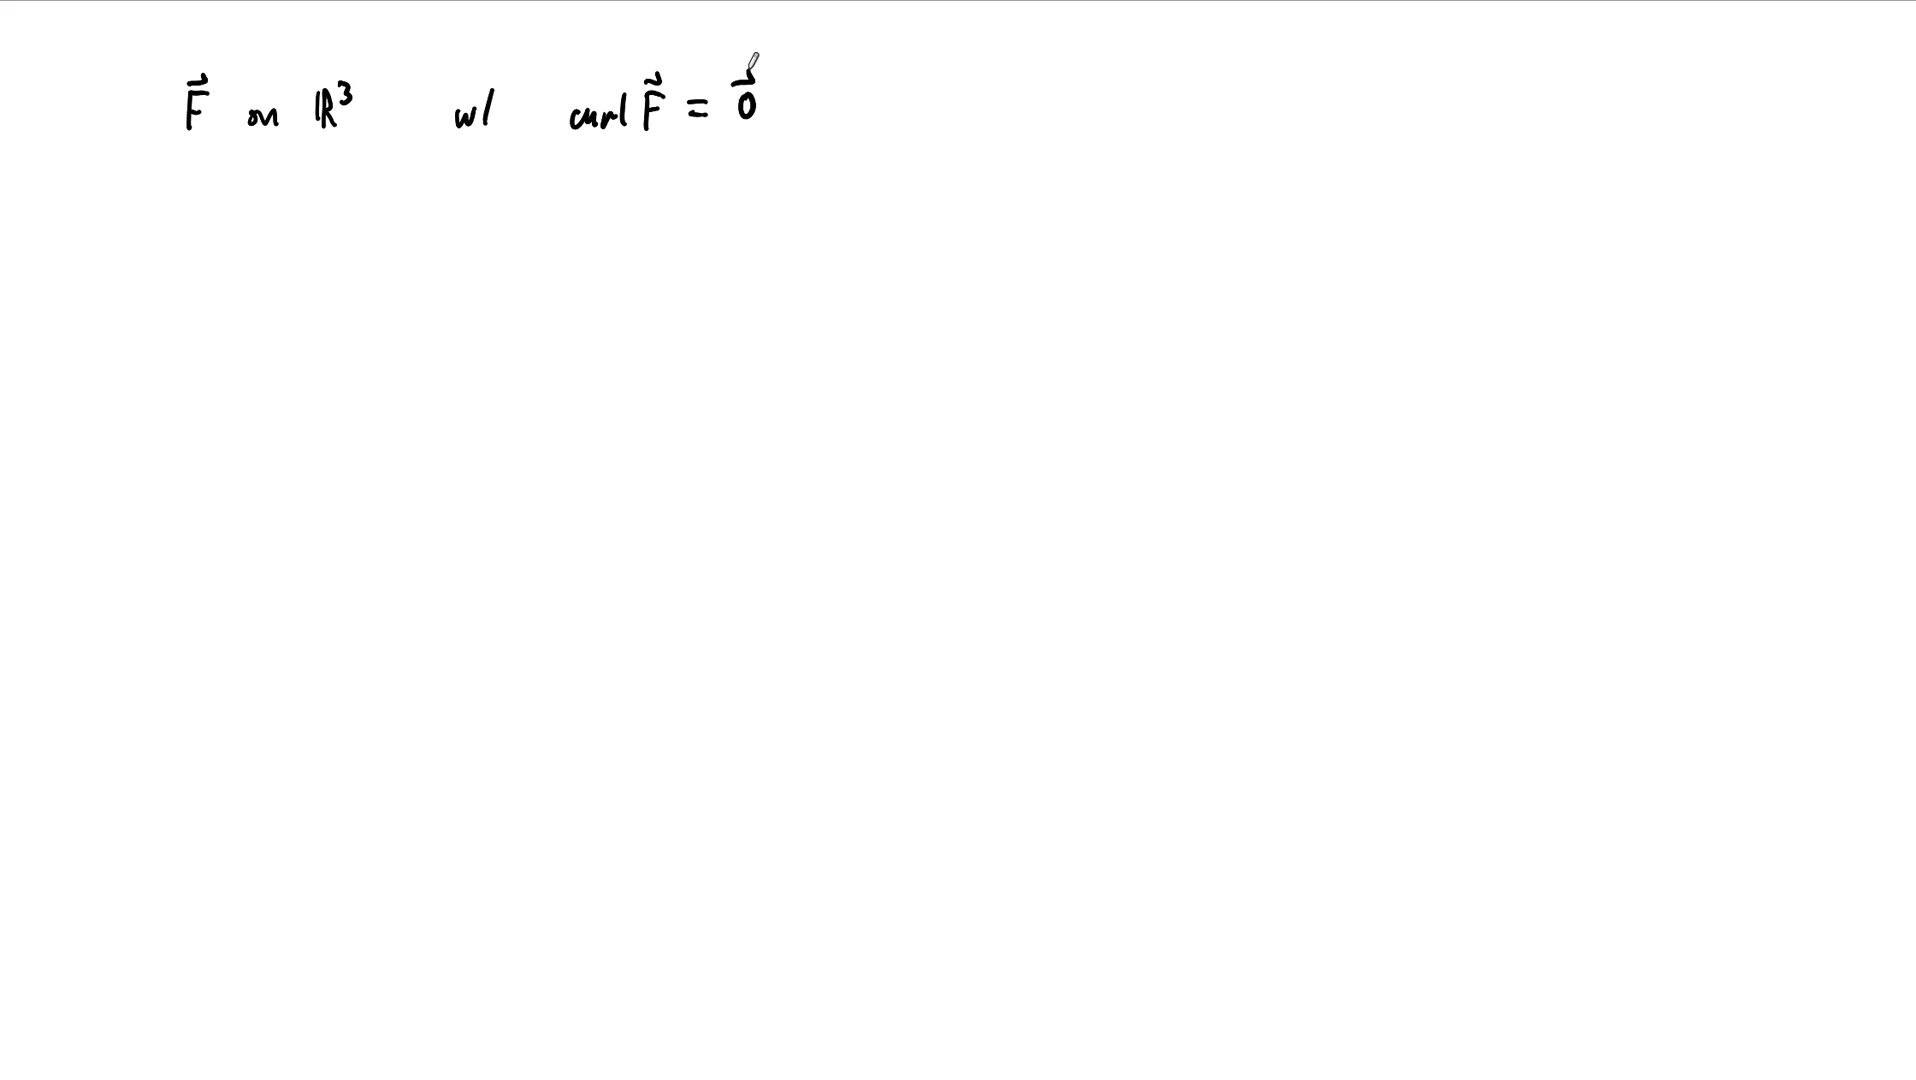 F⃗ on ℝ³ w/ curl F⃗ = 0⃗